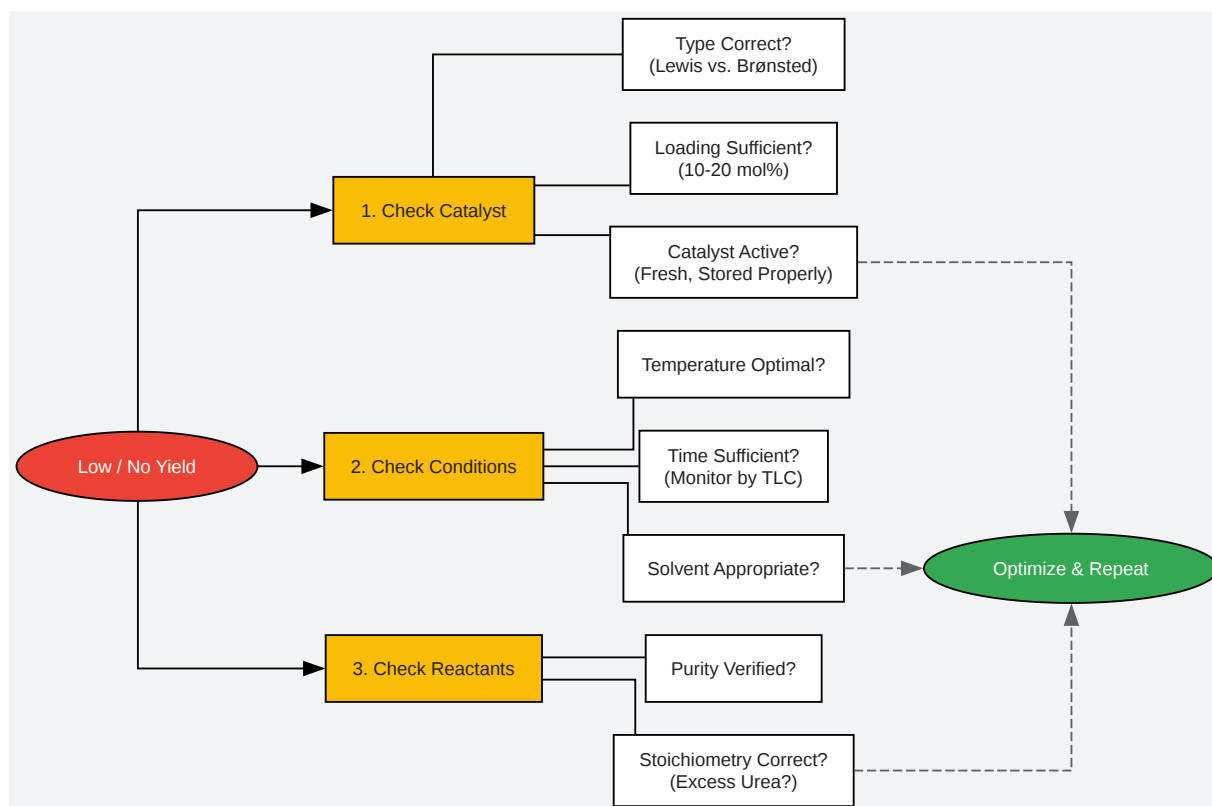 Type Correct?
(Lewis vs. Brønsted)
Loading Sufficient?
(10-20 mol%)
1. Check Catalyst
Catalyst Active?
(Fresh, Stored Properly)
Temperature Optimal?
Low / No Yield
2. Check Conditions
Time Sufficient?
(Monitor by TLC)
Solvent Appropriate?
Optimize & Repeat
3. Check Reactants
Purity Verified?
Stoichiometry Correct?
(Excess Urea?)